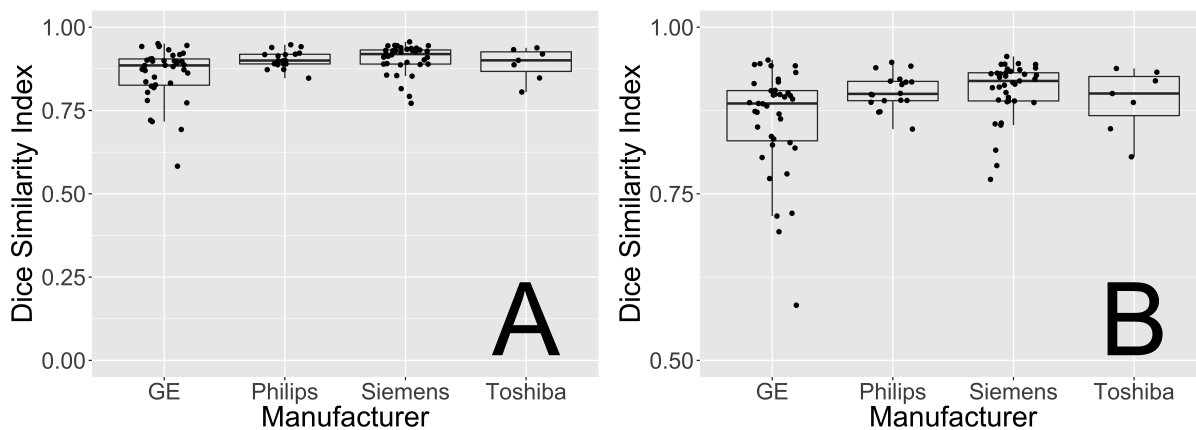 Dice Similarity Index
1.00
0.75
0.50
0.25
0.00
A
GE Philips Siemens Toshiba
Manufacturer
Dice Similarity Index
1.00
0.75
0.50
B
GE Philips Siemens Toshiba
Manufacturer